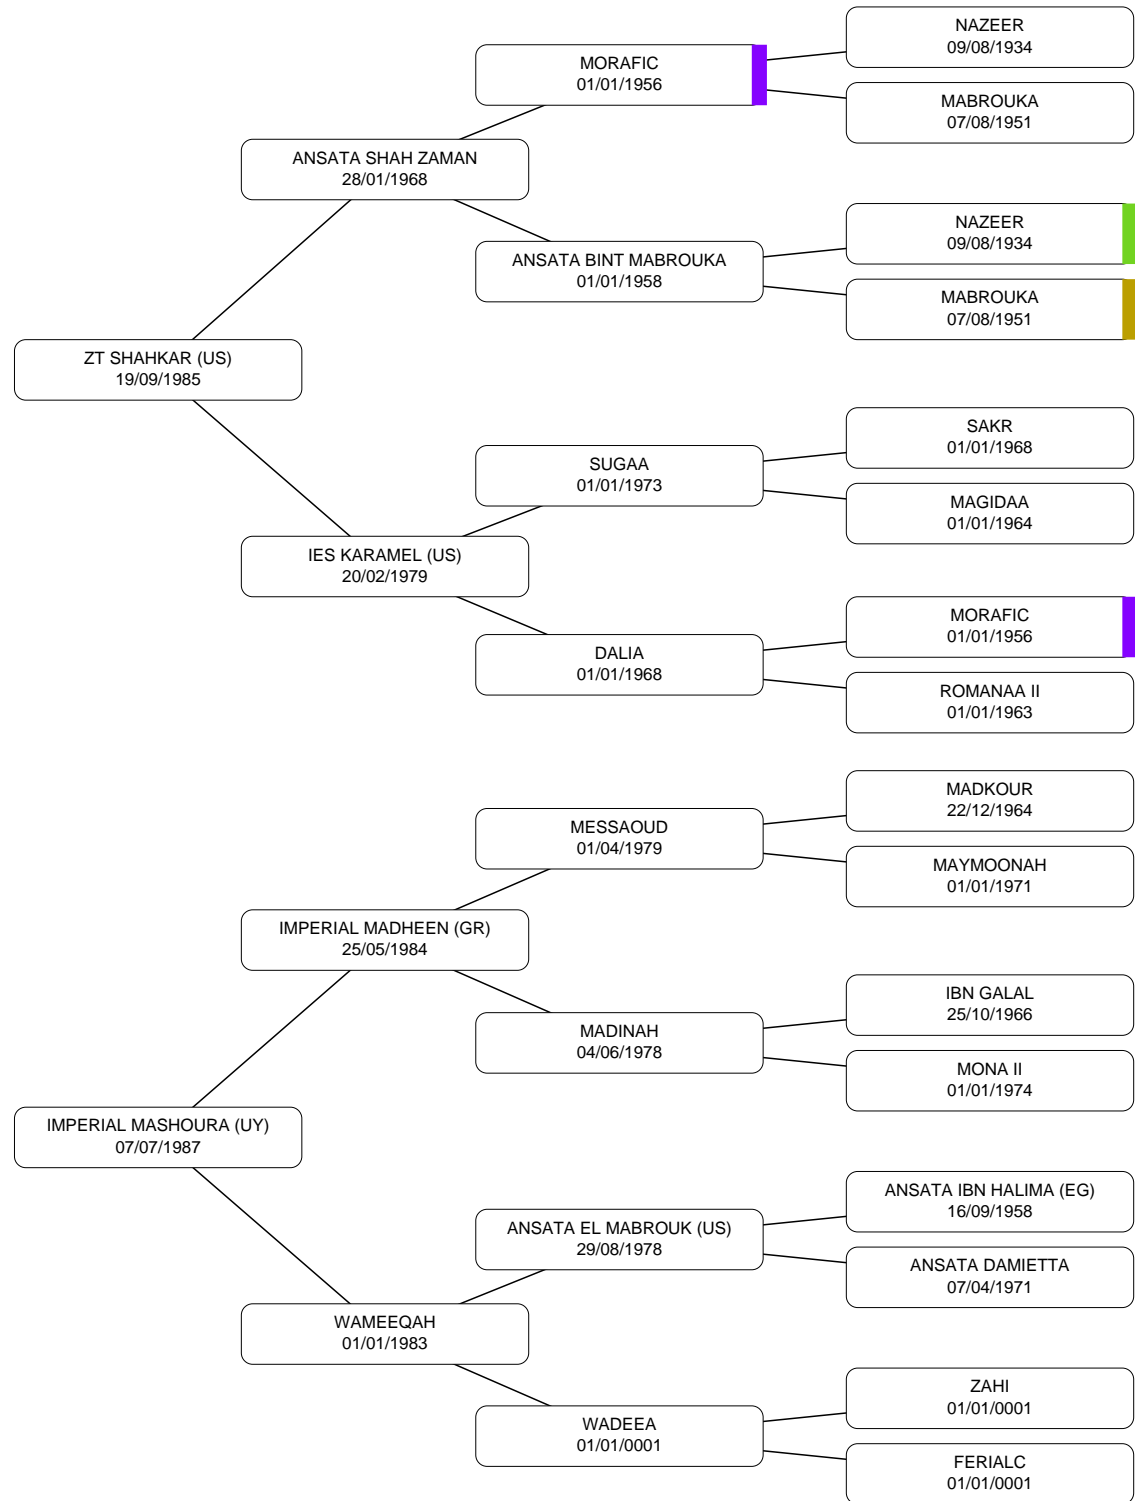 NAZEER
09/08/1934
MORAFIC
01/01/1956
MABROUKA
07/08/1951
ANSATA SHAH ZAMAN
28/01/1968
NAZEER
09/08/1934
ANSATA BINT MABROUKA
01/01/1958
MABROUKA
07/08/1951
ZT SHAHKAR (US)
19/09/1985
SAKR
01/01/1968
SUGAA
01/01/1973
MAGIDAA
01/01/1964
IES KARAMEL (US)
20/02/1979
MORAFIC
01/01/1956
DALIA
01/01/1968
ROMANAA II
01/01/1963
MADKOUR
22/12/1964
MESSAOUD
01/04/1979
MAYMOONAH
01/01/1971
IMPERIAL MADHEEN (GR)
25/05/1984
IBN GALAL
25/10/1966
MADINAH
04/06/1978
MONA II
01/01/1974
IMPERIAL MASHOURA (UY)
07/07/1987
ANSATA IBN HALIMA (EG)
16/09/1958
ANSATA EL MABROUK (US)
29/08/1978
ANSATA DAMIETTA
07/04/1971
WAMEEQAH
01/01/1983
ZAHI
01/01/0001
WADEEA
01/01/0001
FERIALC
01/01/0001